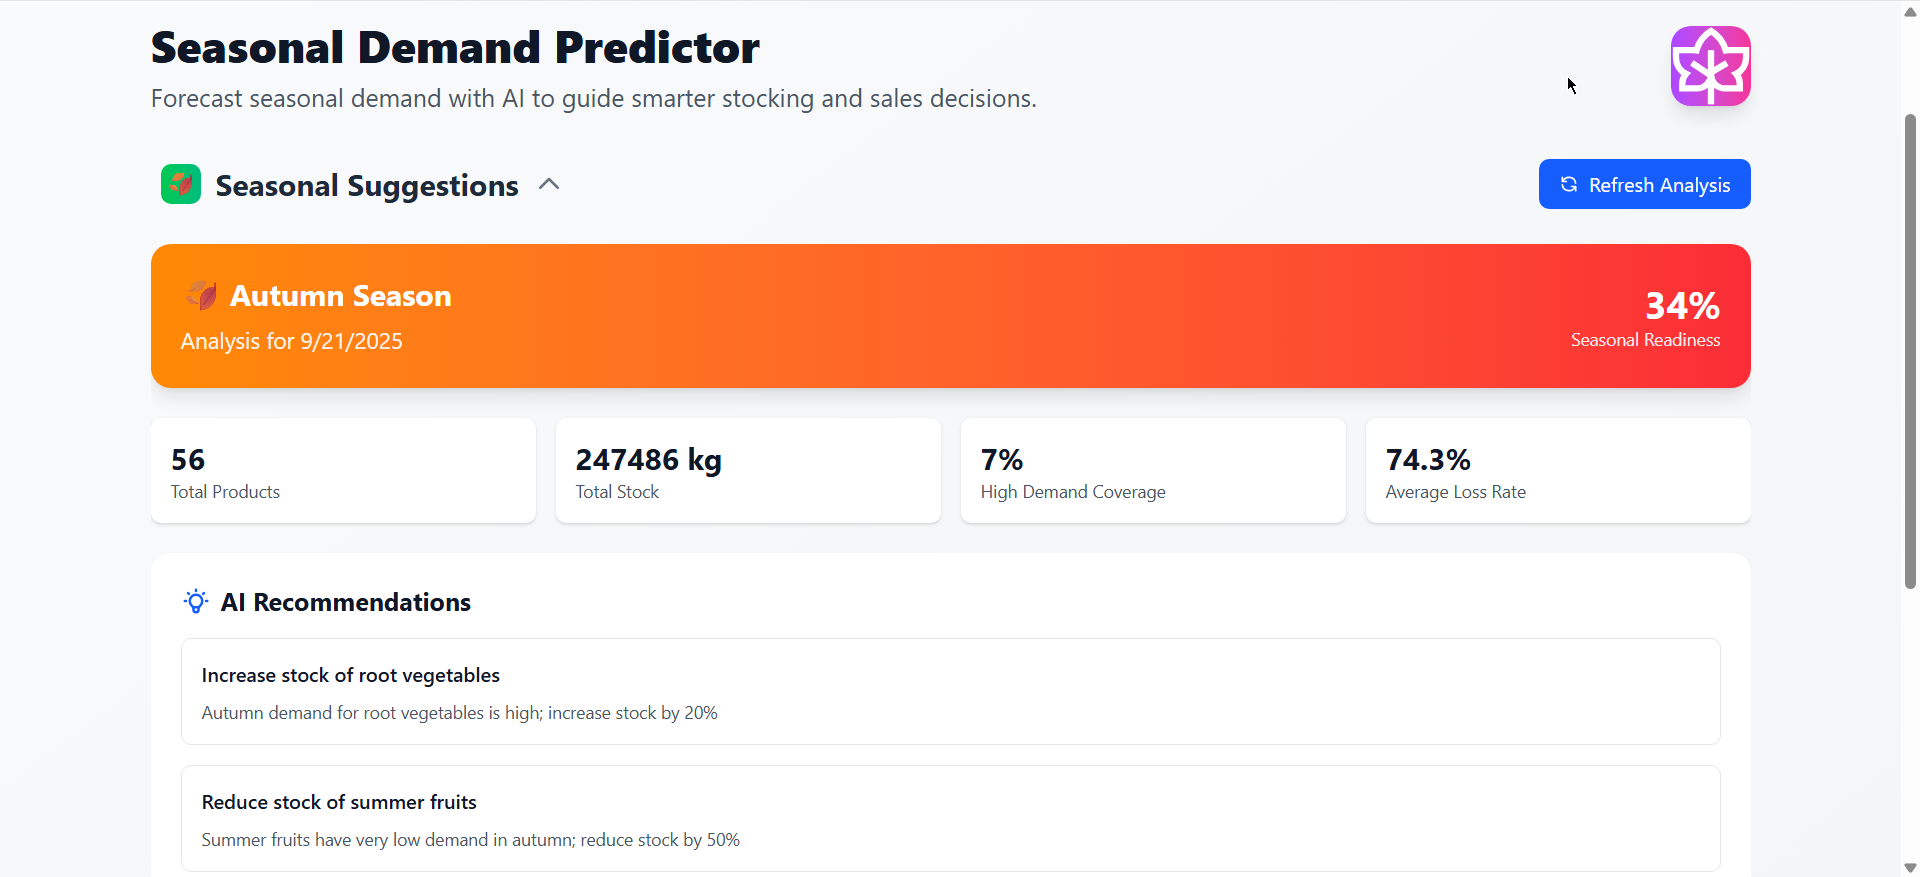 Seasonal Demand Predictor
Forecast seasonal demand with AI to guide smarter stocking and sales decisions.
Seasonal Suggestions
Refresh Analysis
Autumn Season
Analysis for 9/21/2025
34%
Seasonal Readiness
56
Total Products
247486 kg
Total Stock
7%
High Demand Coverage
74.3%
Average Loss Rate
AI Recommendations
Increase stock of root vegetables
Autumn demand for root vegetables is high; increase stock by 20%
Reduce stock of summer fruits
Summer fruits have very low demand in autumn; reduce stock by 50%